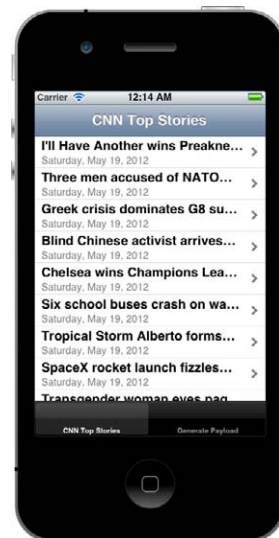 Carrier 12:14 AM
CNN Top Stories
I'll Have Another wins Preakne...
Saturday, May 19, 2012
Three men accused of NATO...
Saturday, May 19, 2012
Greek crisis dominates G8 su...
Saturday, May 19, 2012
Blind Chinese activist arrives...
Saturday, May 19, 2012
Chelsea wins Champions Lea...
Saturday, May 19, 2012
Six school buses crash on wa...
Saturday, May 19, 2012
Tropical Storm Alberto forms...
Saturday, May 19, 2012
SpaceX rocket launch fizzles...
Saturday, May 19, 2012
Transgender woman eyes pag...
CNN Top Stories Generate Payload